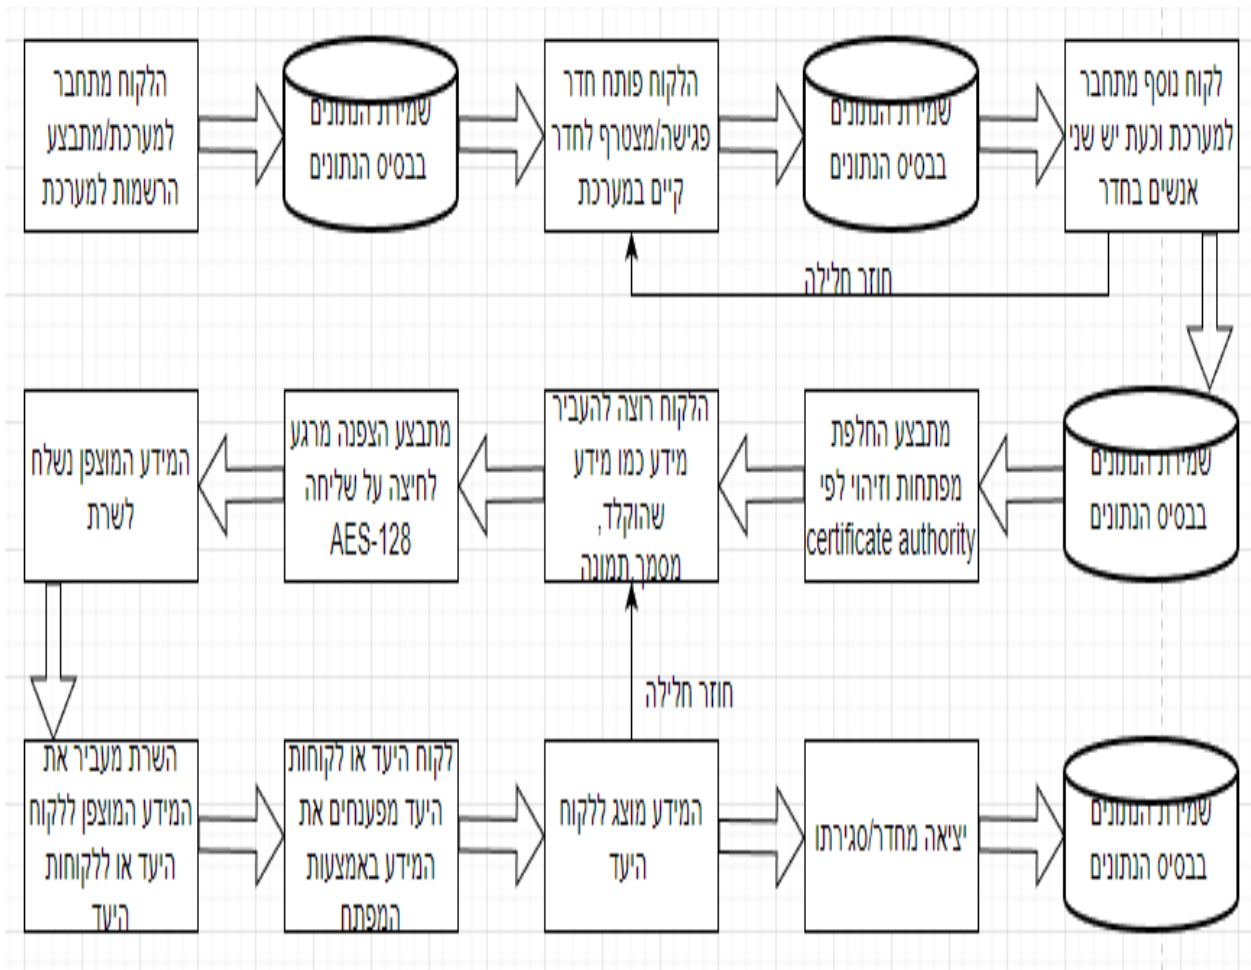 הלקוח מתחבר
למערכת/מתבצע
הרשמות למערכת
שמירת הנתונים
בבסיס הנתונים
הלקוח פותח חדר
פגישה/מצטרף לחדר
קיים במערכת
שמירת הנתונים
בבסיס הנתונים
לקוח נוסף מתחבר
למערכת וכעת יש שני
אנשים בחדר
חוזר חלילה
שמירת הנתונים
בבסיס הנתונים
מתבצע החלפת
מפתחות וזיהוי לפי
certificate authority
הלקוח רוצה להעביר
מידע כמו מידע
שהוקלד,
מסמך,תמונה
מתבצע הצפנה מרגע
לחיצה על שליחה
AES-128
המידע המוצפן נשלח
לשרת
חוזר חלילה
השרת מעביר את
המידע המוצפן ללקוח
היעד או ללקוחות
היעד
לקוח היעד או לקוחות
היעד מפענחים את
המידע באמצעות
המפתח
המידע מוצג ללקוח
היעד
יציאה מחדר/סגירתו
שמירת הנתונים
בבסיס הנתונים